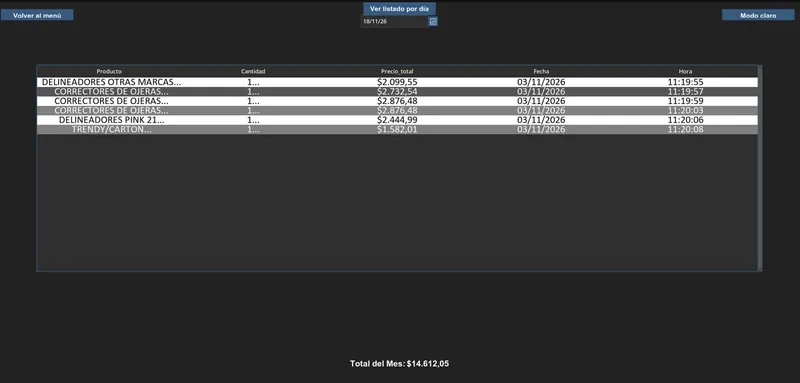 Ver listado por día
Volver al menú
Modo claro
18/11/26
Producto Cantidad Precio_total Fecha Hora
DELINEADORES OTRAS MARCAS... 1... $2.099,55 03/11/2026 11:19:55
CORRECTORES DE OJERAS... 1... $2.732,54 03/11/2026 11:19:57
CORRECTORES DE OJERAS... 1... $2.876,48 03/11/2026 11:19:59
CORRECTORES DE OJERAS... 1... $2.876,48 03/11/2026 11:20:03
DELINEADORES PINK 21... 1... $2.444,99 03/11/2026 11:20:06
TRENDY/CARTON... 1... $1.582,01 03/11/2026 11:20:08
Total del Mes: $14.612,05